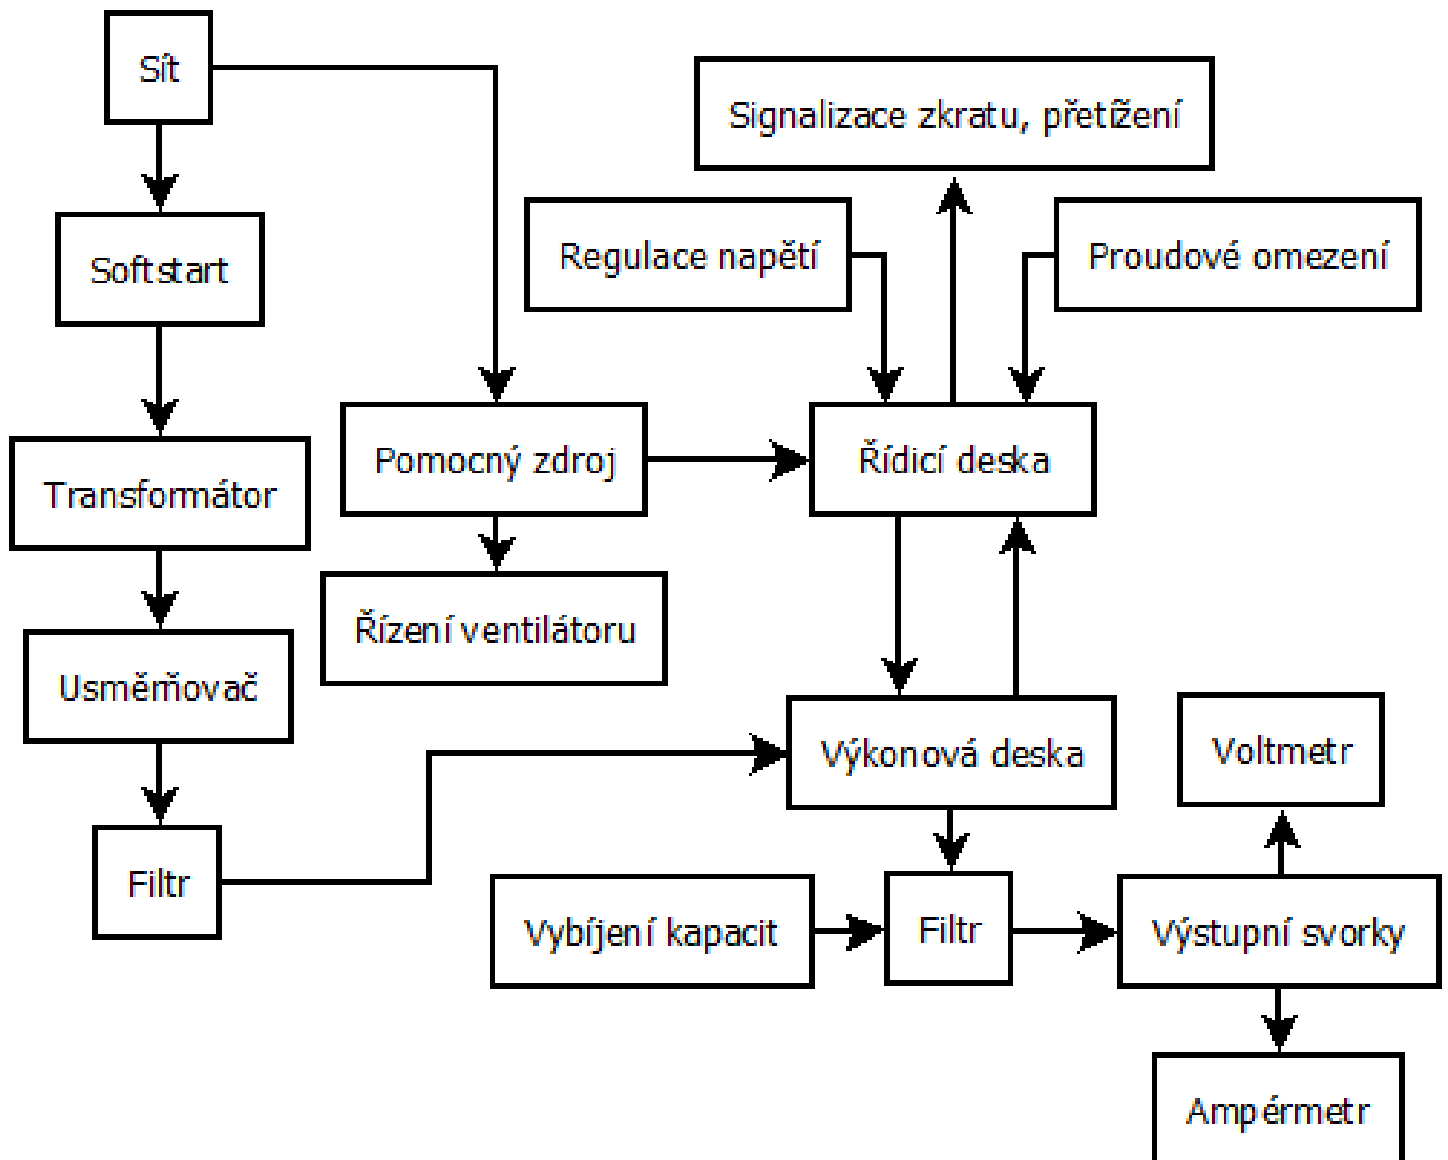 Síť
Signalizace zkratu, přetížení
Softstart
Regulace napětí
Proudové omezení
Transformátor
Pomocný zdroj
Řídicí deska
Řízení ventilátoru
Usměrňovač
Výkonová deska
Voltmetr
Filtr
Vybíjení kapacit
Filtr
Výstupní svorky
Ampérmetr